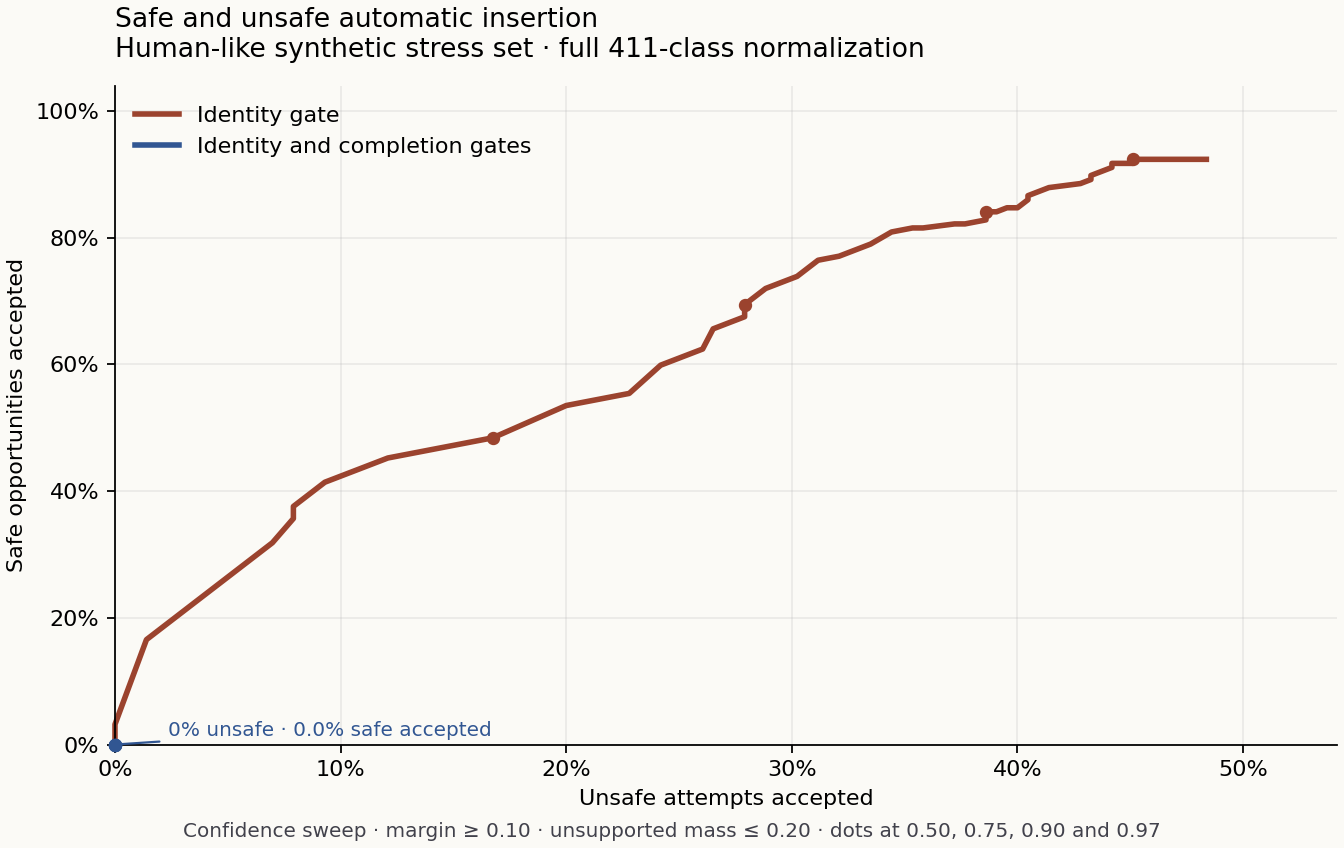 Safe and unsafe automatic insertion
Human-like synthetic stress set · full 411-class normalization
Identity gate
Identity and completion gates
Safe opportunities accepted
100%
80%
60%
40%
20%
0%
0% unsafe · 0.0% safe accepted
0%
10%
20%
30%
40%
50%
Unsafe attempts accepted
Confidence sweep · margin ≥ 0.10 · unsupported mass ≤ 0.20 · dots at 0.50, 0.75, 0.90 and 0.97